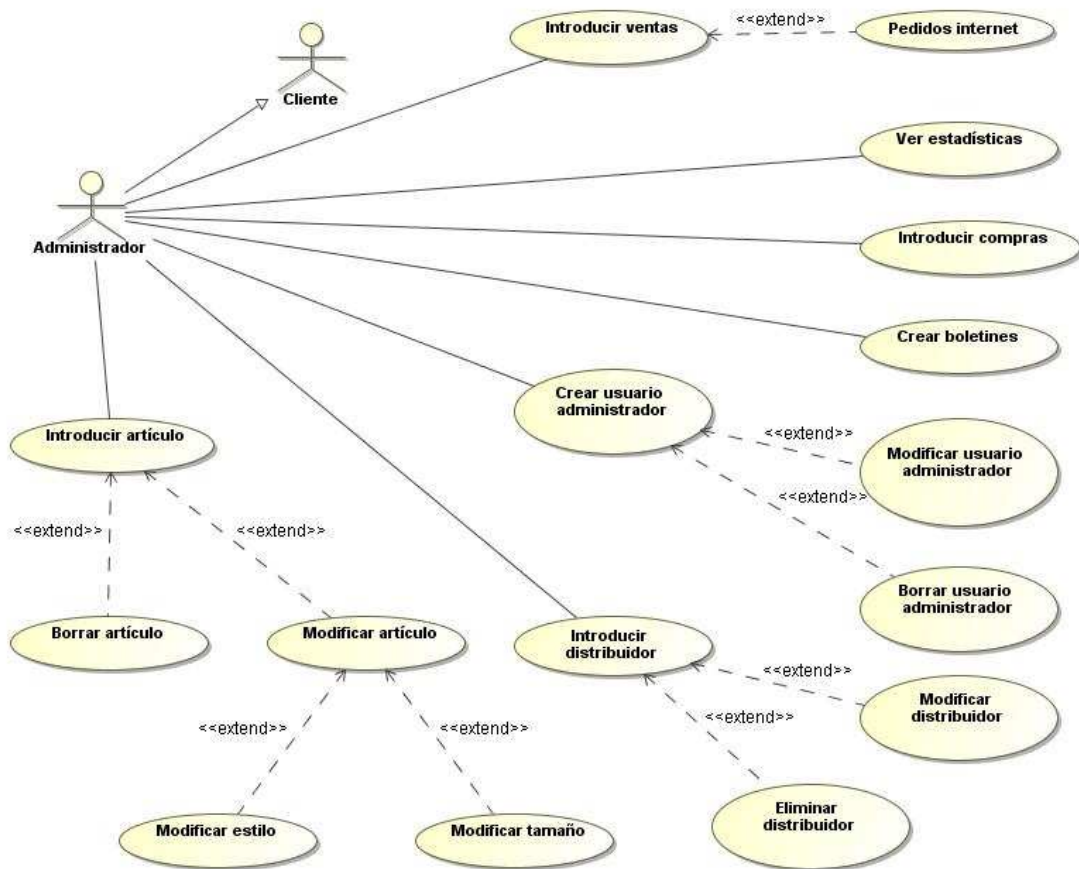 Introducir ventas
<<extend>>
Pedidos internet
Cliente
Ver estadísticas
Administrador
Introducir compras
Crear boletines
Crear usuario
administrador
Introducir artículo
<<extend>>
Modificar usuario
administrador
<<extend>>
<<extend>>
<<extend>>
Borrar usuario
administrador
Borrar artículo
Modificar artículo
Introducir
distribuidor
Modificar
distribuidor
<<extend>>
<<extend>>
<<extend>>
<<extend>>
Modificar estilo
Modificar tamaño
Eliminar
distribuidor